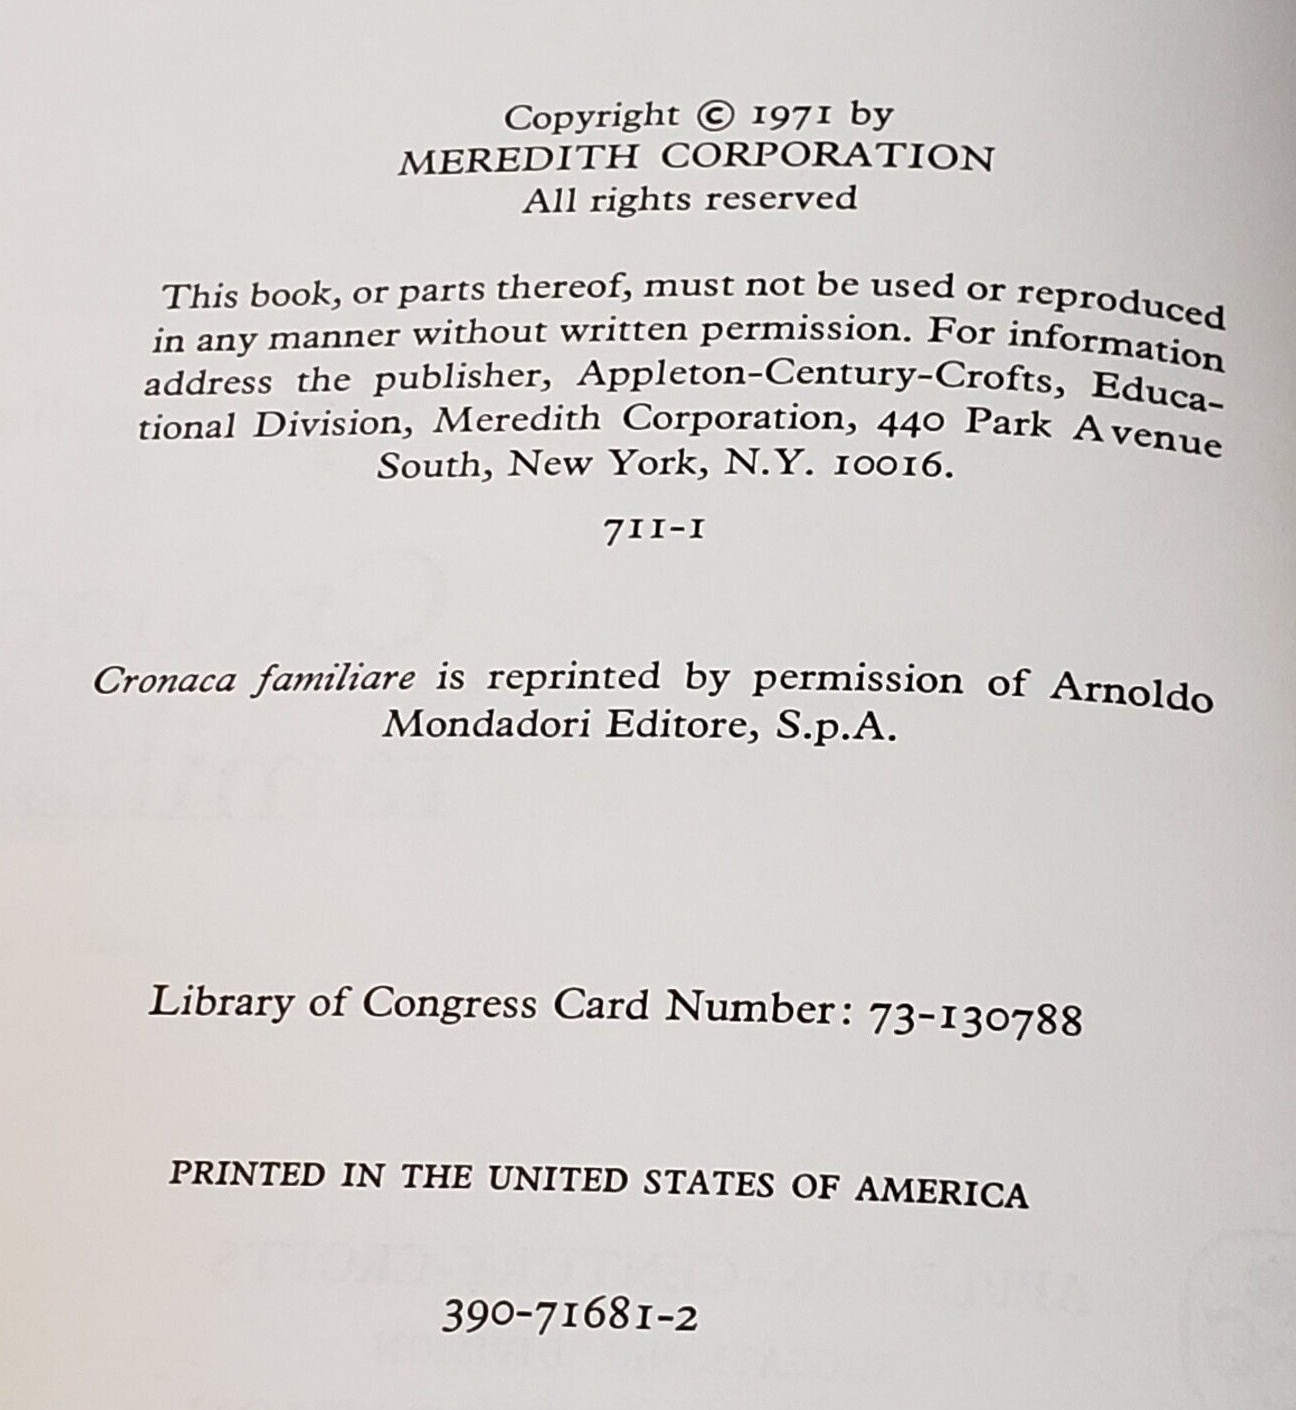 Copyright © 1971 by
MEREDITH CORPORATION
All rights reserved
This book, or parts thereof, must not be used or reproduced
in any manner without written permission. For information
address the publisher, Appleton-Century-Crofts, Educa-
tional Division, Meredith Corporation, 440 Park Avenue
South, New York, N.Y. 10016.
711-1
Cronaca familiare is reprinted by permission of Arnoldo
Mondadori Editore, S.p.A.
Library of Congress Card Number: 73-130788
PRINTED IN THE UNITED STATES OF AMERICA
390-71681-2